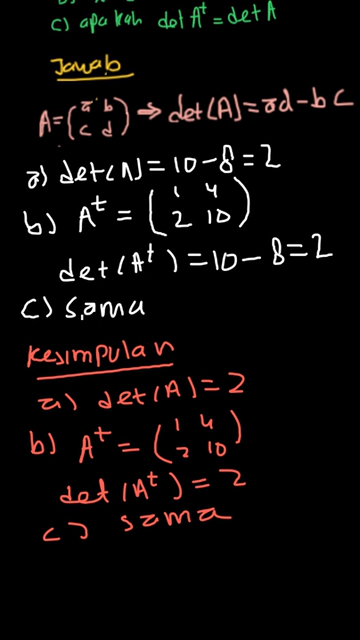 c) apakah det Aᵗ = det A
Jawab
A = (a b
c d) ⇒ det(A) = ad - bc
a) det(A) = 10 - 8 = 2
b) Aᵗ = (1 4
2 10)
det(Aᵗ) = 10 - 8 = 2
c) sama
Kesimpulan
a) det(A) = 2
b) Aᵗ = (1 4
2 10)
det(Aᵗ) = 2
c) sama